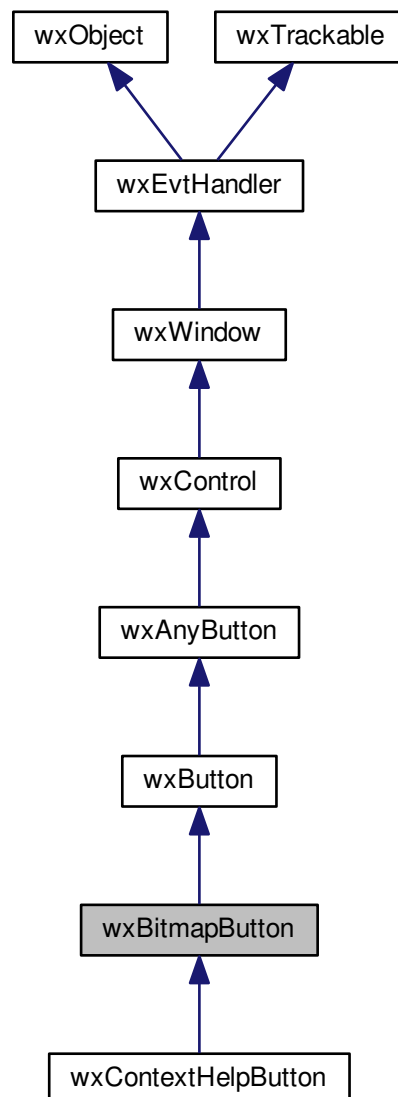 wxObject
wxTrackable
wxEvtHandler
wxWindow
wxControl
wxAnyButton
wxButton
wxBitmapButton
wxContextHelpButton